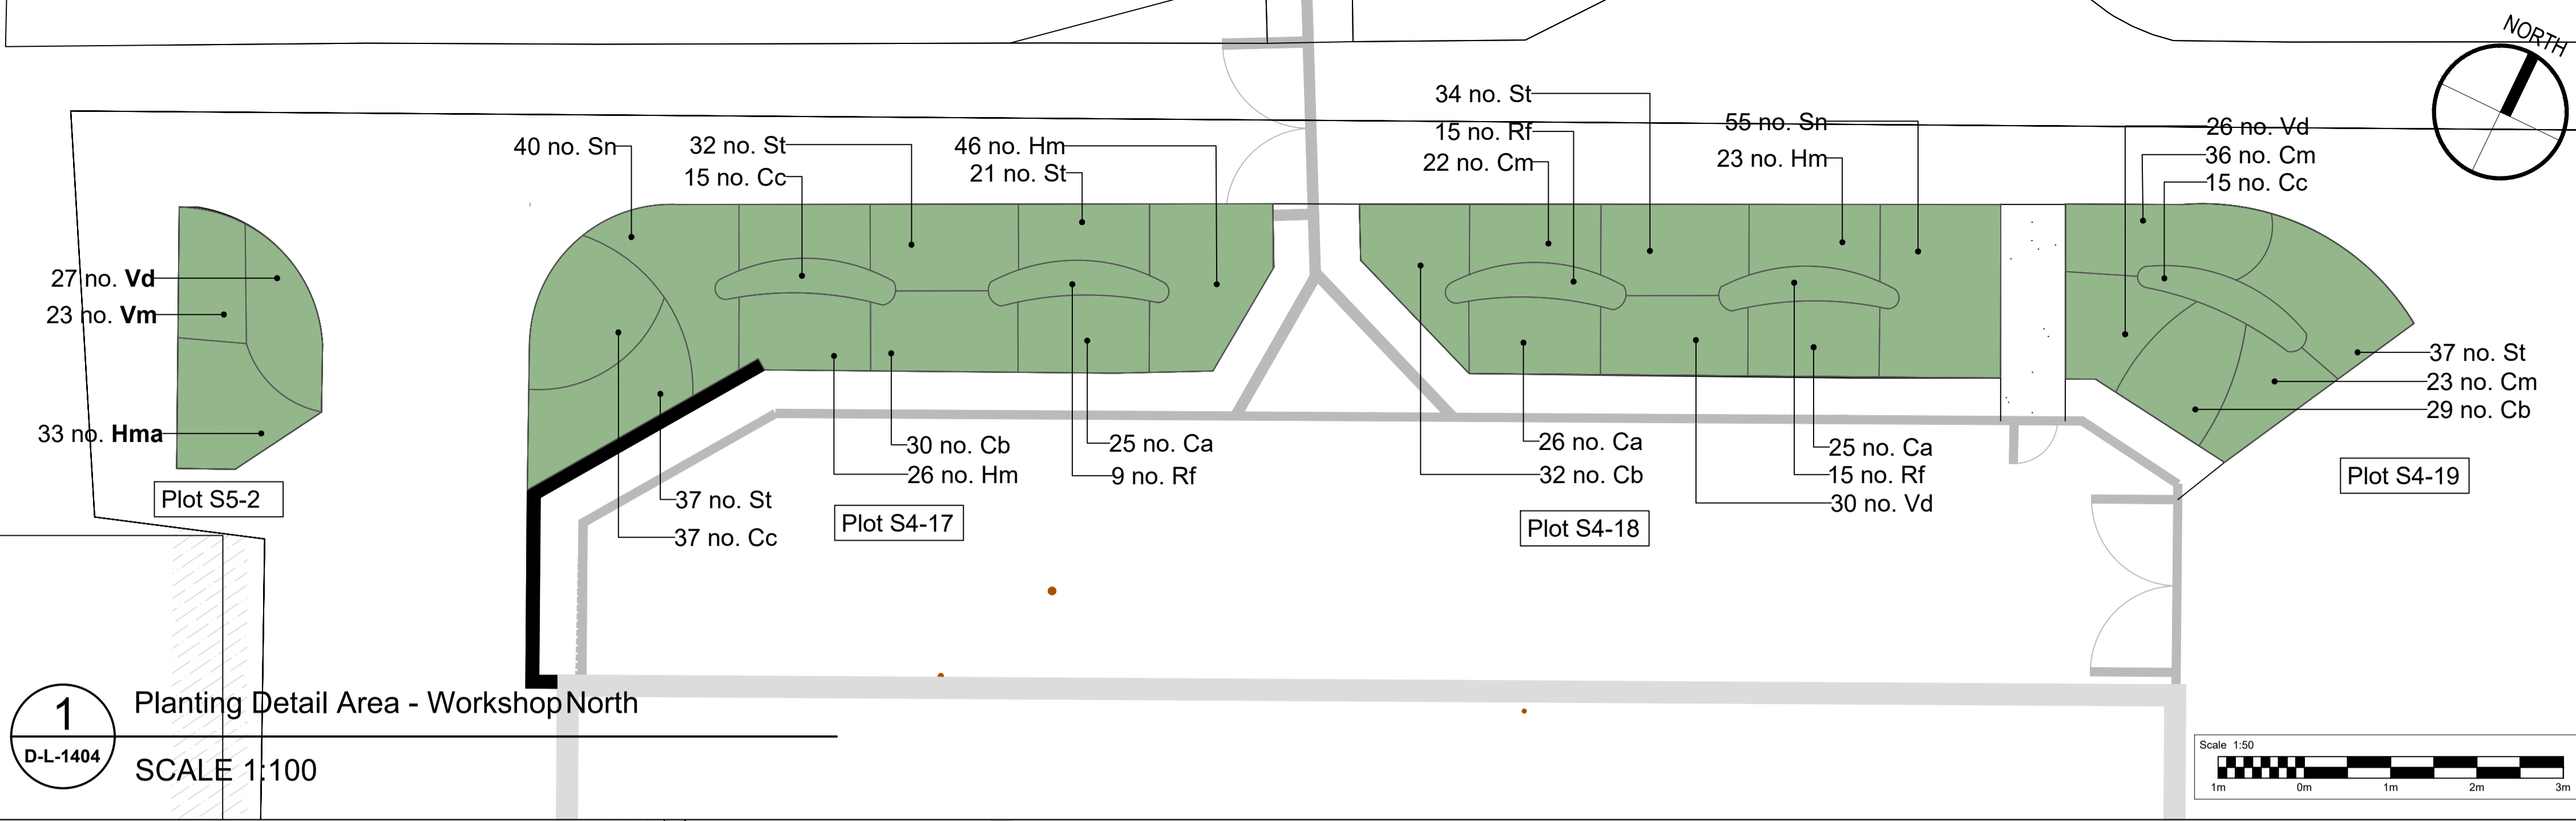 NORTH
34 no. St
15 no. Rf
22 no. Cm
55 no. Sn
23 no. Hm
26 no. Vd
36 no. Cm
15 no. Cc
40 no. Sn
32 no. St
15 no. Cc
46 no. Hm
21 no. St
27 no. Vd
23 no. Vm
33 no. Hma
Plot S5-2
37 no. St
37 no. Cc
30 no. Cb
26 no. Hm
25 no. Ca
9 no. Rf
Plot S4-17
26 no. Ca
32 no. Cb
Plot S4-18
25 no. Ca
15 no. Rf
30 no. Vd
37 no. St
23 no. Cm
29 no. Cb
Plot S4-19
1
D-L-1404
Planting Detail Area - Workshop North
SCALE 1:100
Scale 1:50
1m 0m 1m 2m 3m